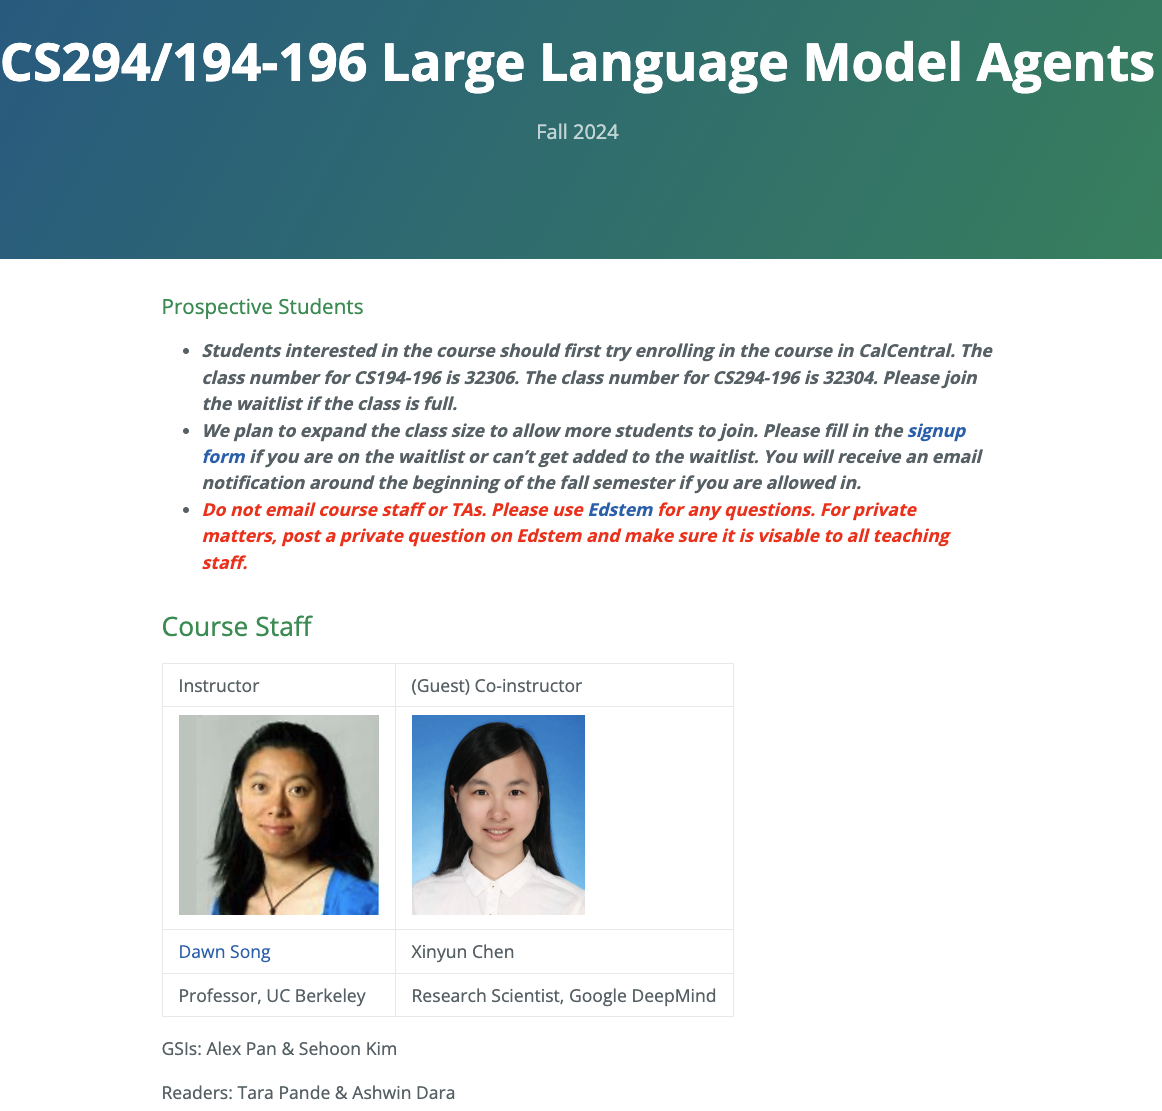 CS294/194-196 Large Language Model Agents
Fall 2024
Prospective Students
• Students interested in the course should first try enrolling in the course in CalCentral. The
class number for CS194-196 is 32306. The class number for CS294-196 is 32304. Please join
the waitlist if the class is full.
• We plan to expand the class size to allow more students to join. Please fill in the signup
form if you are on the waitlist or can’t get added to the waitlist. You will receive an email
notification around the beginning of the fall semester if you are allowed in.
• Do not email course staff or TAs. Please use Edstem for any questions. For private
matters, post a private question on Edstem and make sure it is visable to all teaching
staff.
Course Staff
Instructor (Guest) Co-instructor
Dawn Song Xinyun Chen
Professor, UC Berkeley Research Scientist, Google DeepMind
GSIs: Alex Pan & Sehoon Kim
Readers: Tara Pande & Ashwin Dara